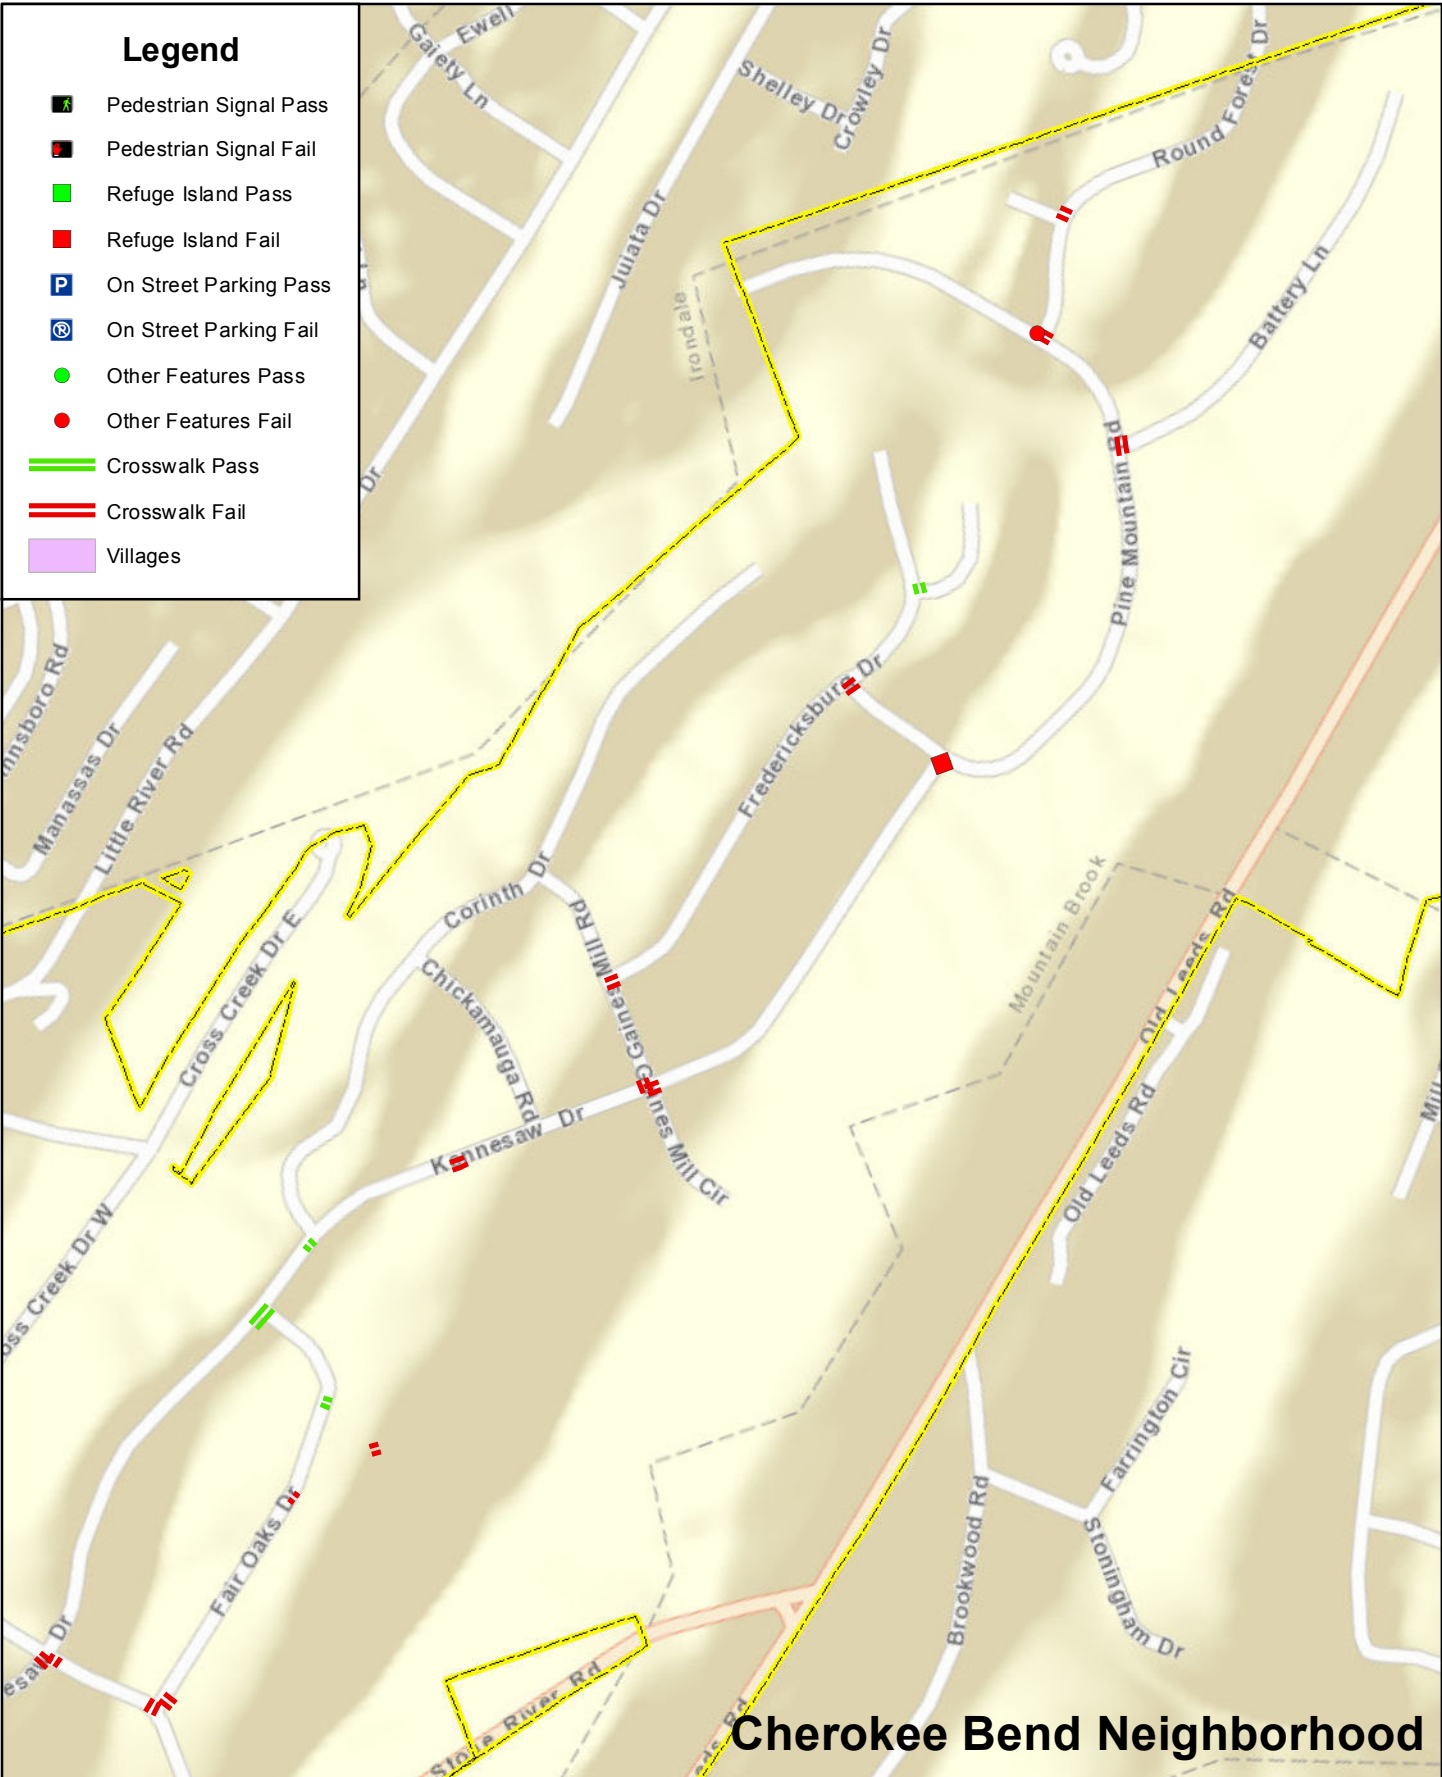 Legend
Pedestrian Signal Pass
Pedestrian Signal Fail
Refuge Island Pass
Refuge Island Fail
P
On Street Parking Pass
On Street Parking Fail
Other Features Pass
Other Features Fail
Crosswalk Pass
Crosswalk Fail
Villages
Ewell
Gaiety Ln
Shelley Dr
Crowley Dr
Round Forest Dr
Juiata Dr
Irondale
Battery Ln
Dr
Pine Mountain Rd
Manassas Dr
Little River Rd
Fredericksburg Dr
Corinth Dr
Mill Rd
Gaines
Cross Creek Dr E
Chickamauga Rd
Mountain Brook
Old Leeds Rd
Old Leeds Rd
Mill
Kennesaw Dr
Gaines Mill Cir
Creek Dr W
Farrington Cir
Fair Oaks Dr
Brookwood Rd
Stoningham Dr
Dr
Stone River Rd
Rd
Cherokee Bend Neighborhood